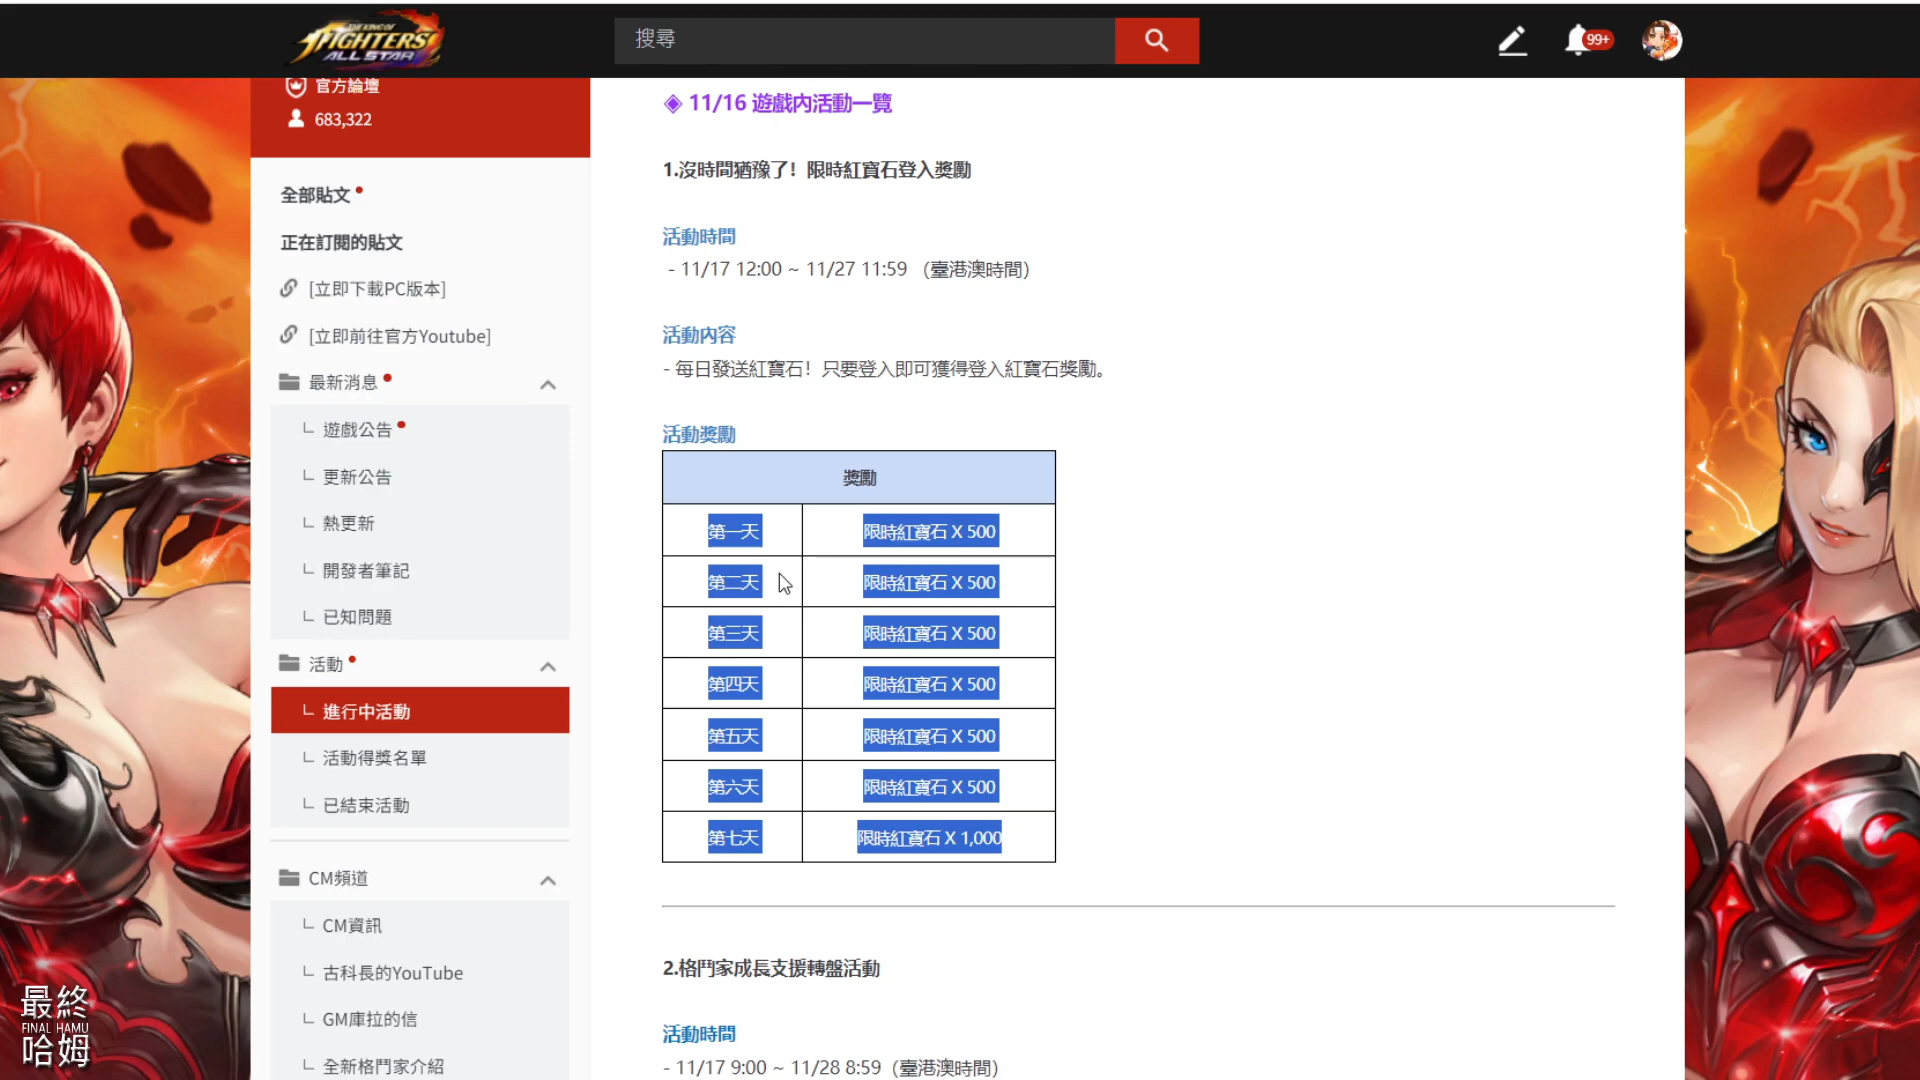 THE KING OF
FIGHTERS
ALL STAR
搜尋
99+
官方論壇
683,322
全部貼文
正在訂閱的貼文
[立即下載PC版本]
[立即前往官方Youtube]
最新消息
遊戲公告
更新公告
熱更新
開發者筆記
已知問題
活動
進行中活動
活動得獎名單
已結束活動
CM頻道
CM資訊
古科長的YouTube
GM庫拉的信
全新格鬥家介紹
◈ 11/16 遊戲內活動一覽
1.沒時間猶豫了！限時紅寶石登入獎勵
活動時間
- 11/17 12:00 ~ 11/27 11:59 （臺港澳時間）
活動內容
- 每日發送紅寶石！只要登入即可獲得登入紅寶石獎勵。
活動獎勵
獎勵
第一天 限時紅寶石 X 500
第二天 限時紅寶石 X 500
第三天 限時紅寶石 X 500
第四天 限時紅寶石 X 500
第五天 限時紅寶石 X 500
第六天 限時紅寶石 X 500
第七天 限時紅寶石 X 1,000
2.格鬥家成長支援轉盤活動
活動時間
- 11/17 9:00 ~ 11/28 8:59（臺港澳時間）
最終
FINAL HAMU
哈姆